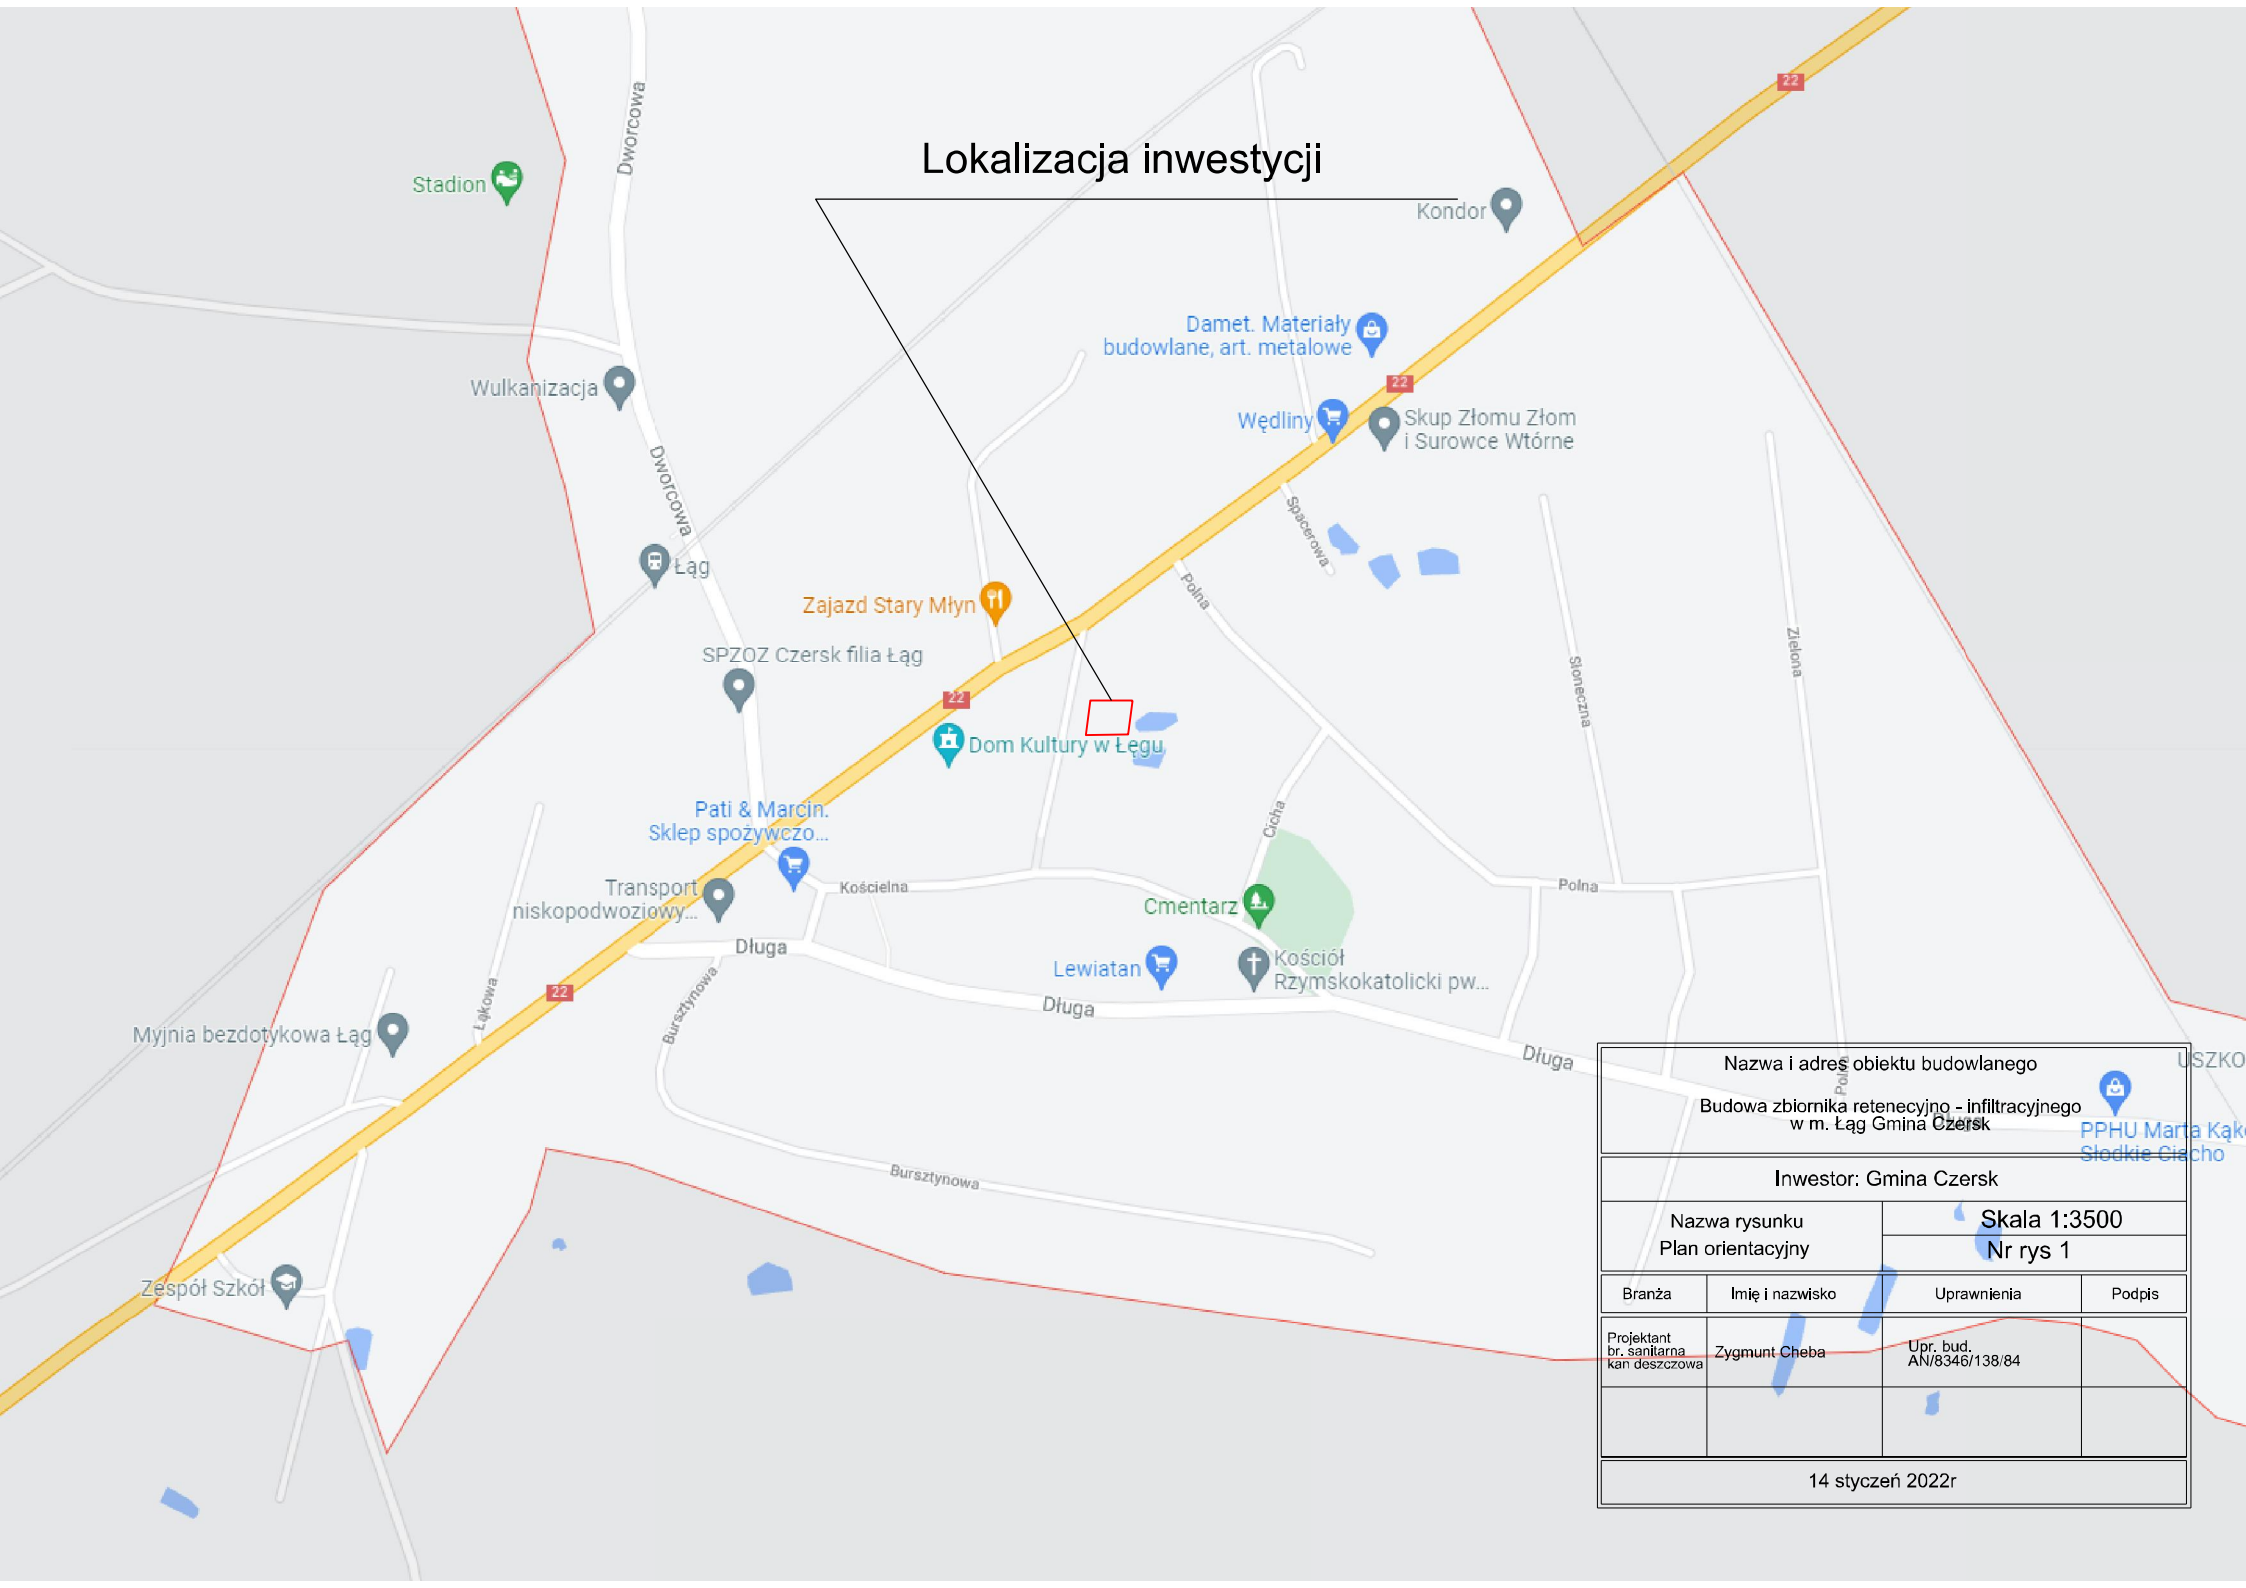 22
Dworcowa
Lokalizacja inwestycji
Stadion
Kondor
Damet. Materiały
budowlane, art. metalowe
22
Wulkanizacja
Wędliny
Skup Złomu Złom
i Surowce Wtórne
Dworcowa
Spacerowa
Łąg
Polna
Zajazd Stary Młyn
SPZOZ Czersk filia Łąg
Słoneczna
Zielona
22
Dom Kultury w Łęgu
Pati & Marcin.
Sklep spożywczo...
Cicha
Transport
niskopodwoziowy...
Kościelna
Polna
Cmentarz
Długa
Lewiatan
Kościół
Rzymskokatolicki pw...
22
Łąkowa
Bursztynowa
Długa
Myjnia bezdotykowa Łąg
Długa
Nazwa i adres obiektu budowlanego
USZKO
Polna
Budowa zbiornika retenecyjno - infiltracyjnego
w m. Łąg Gmina Czersk
Długa
PPHU Marta Kąk
Słodkie Ciacho
Bursztynowa
Inwestor: Gmina Czersk
Nazwa rysunku
Plan orientacyjny
Skala 1:3500
Nr rys 1
Zespół Szkół
Branża
Imię i nazwisko
Uprawnienia
Podpis
Projektant
br. sanitarna
kan deszczowa
Zygmunt Cheba
Upr. bud.
AN/8346/138/84
14 styczeń 2022r